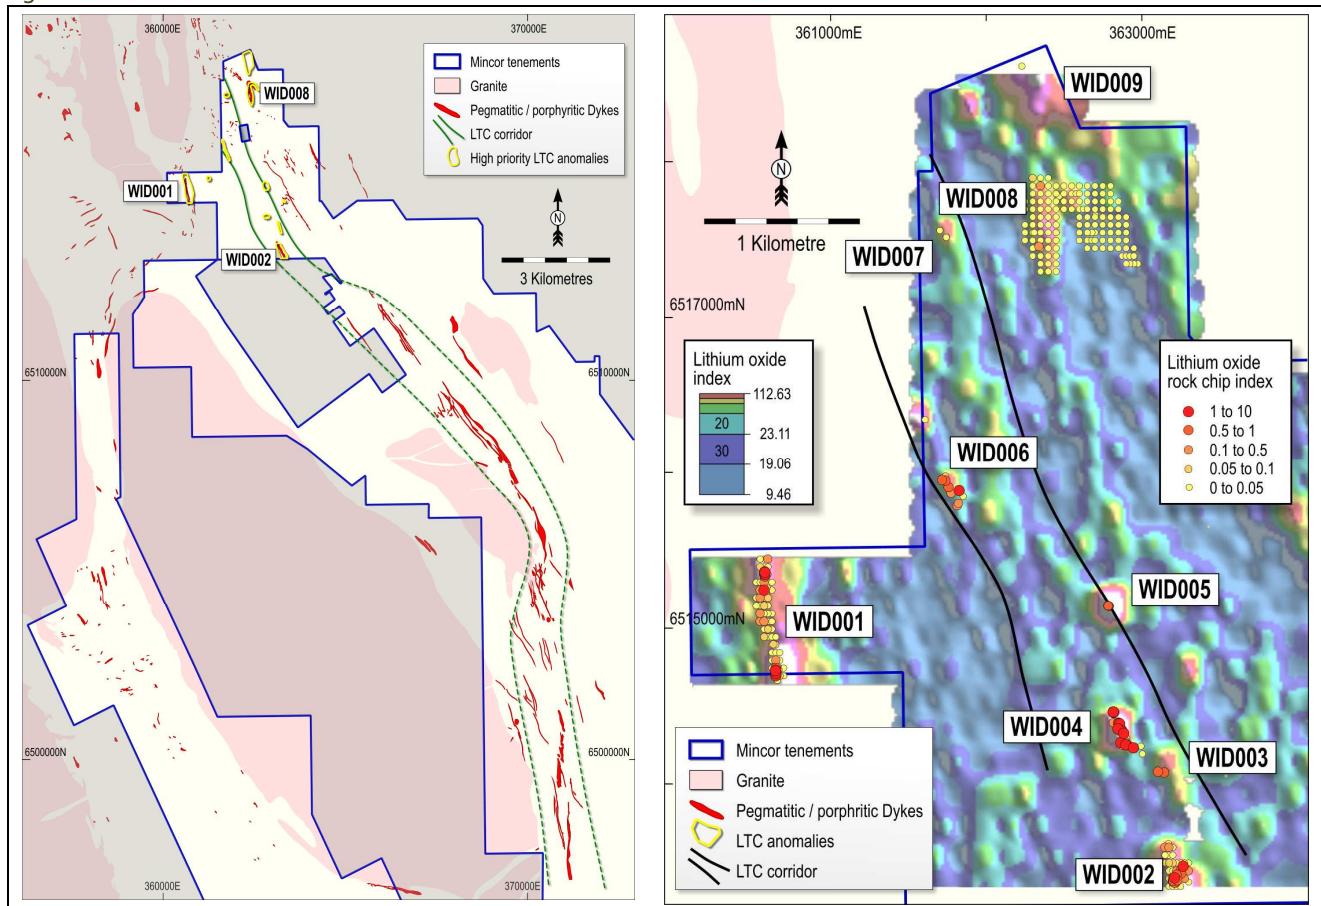 360000E
370000E
Mincor tenements
Granite
Pegmatitic / porphyritic Dykes
LTC corridor
High priority LTC anomalies
WID008
WID001
WID002
N
3 Kilometres
6510000N
6510000N
6500000N
6500000N
360000E
370000E
361000mE
363000mE
WID009
N
WID008
1 Kilometre
WID007
6517000mN
Lithium oxide
index
112.63
20
23.11
30
19.06
9.46
Lithium oxide
rock chip index
1 to 10
0.5 to 1
0.1 to 0.5
0.05 to 0.1
0 to 0.05
WID006
WID005
6515000mN
WID001
WID004
WID003
Mincor tenements
Granite
Pegmatitic / porphritic Dykes
LTC anomalies
LTC corridor
WID002